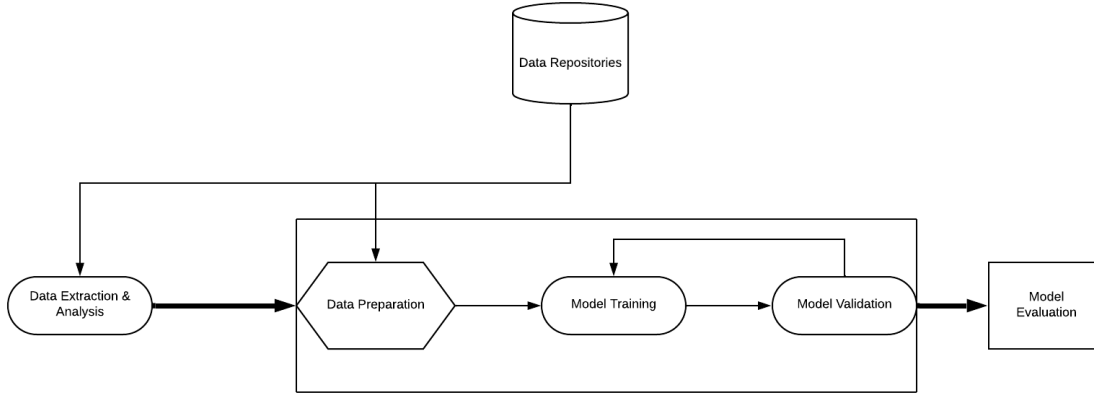 Data Repositories
Data Extraction &
Analysis
Data Preparation
Model Training
Model Validation
Model
Evaluation